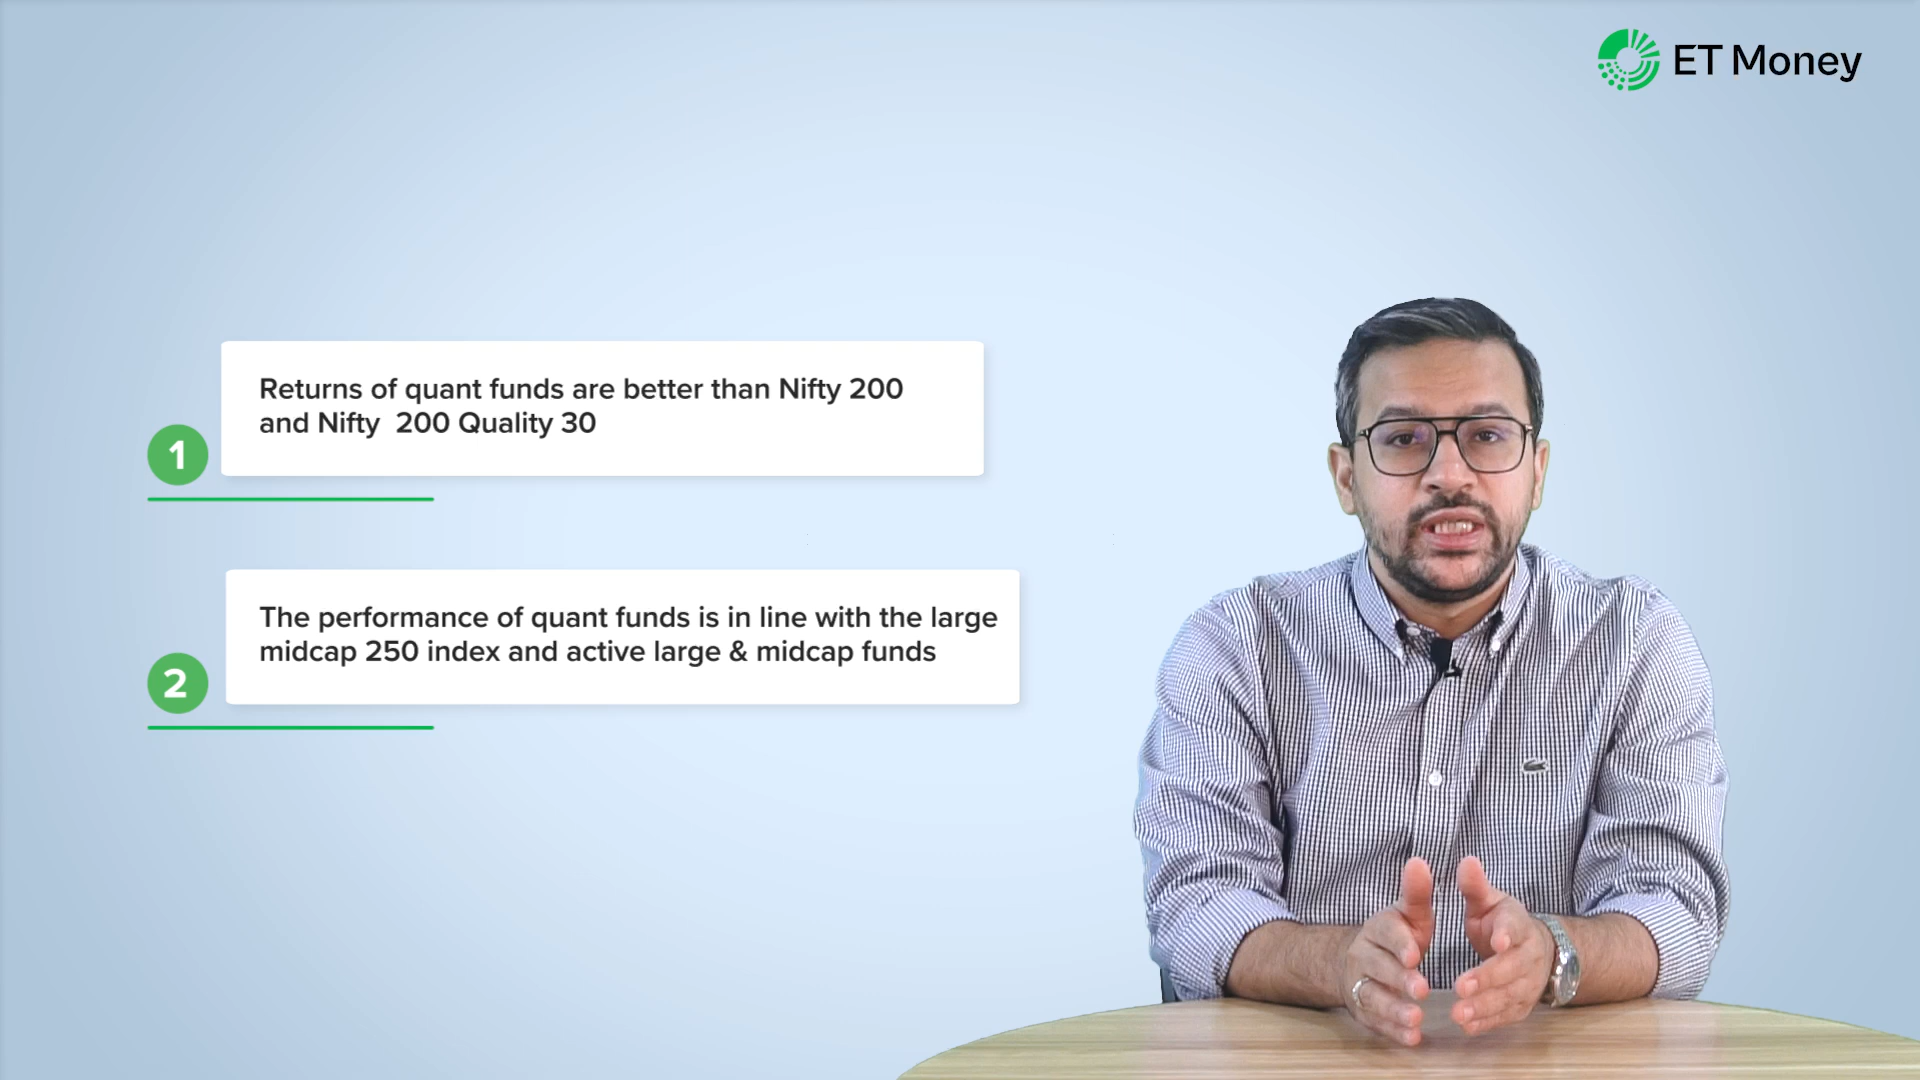 ET Money
1
Returns of quant funds are better than Nifty 200
and Nifty  200 Quality 30
2
The performance of quant funds is in line with the large
midcap 250 index and active large & midcap funds